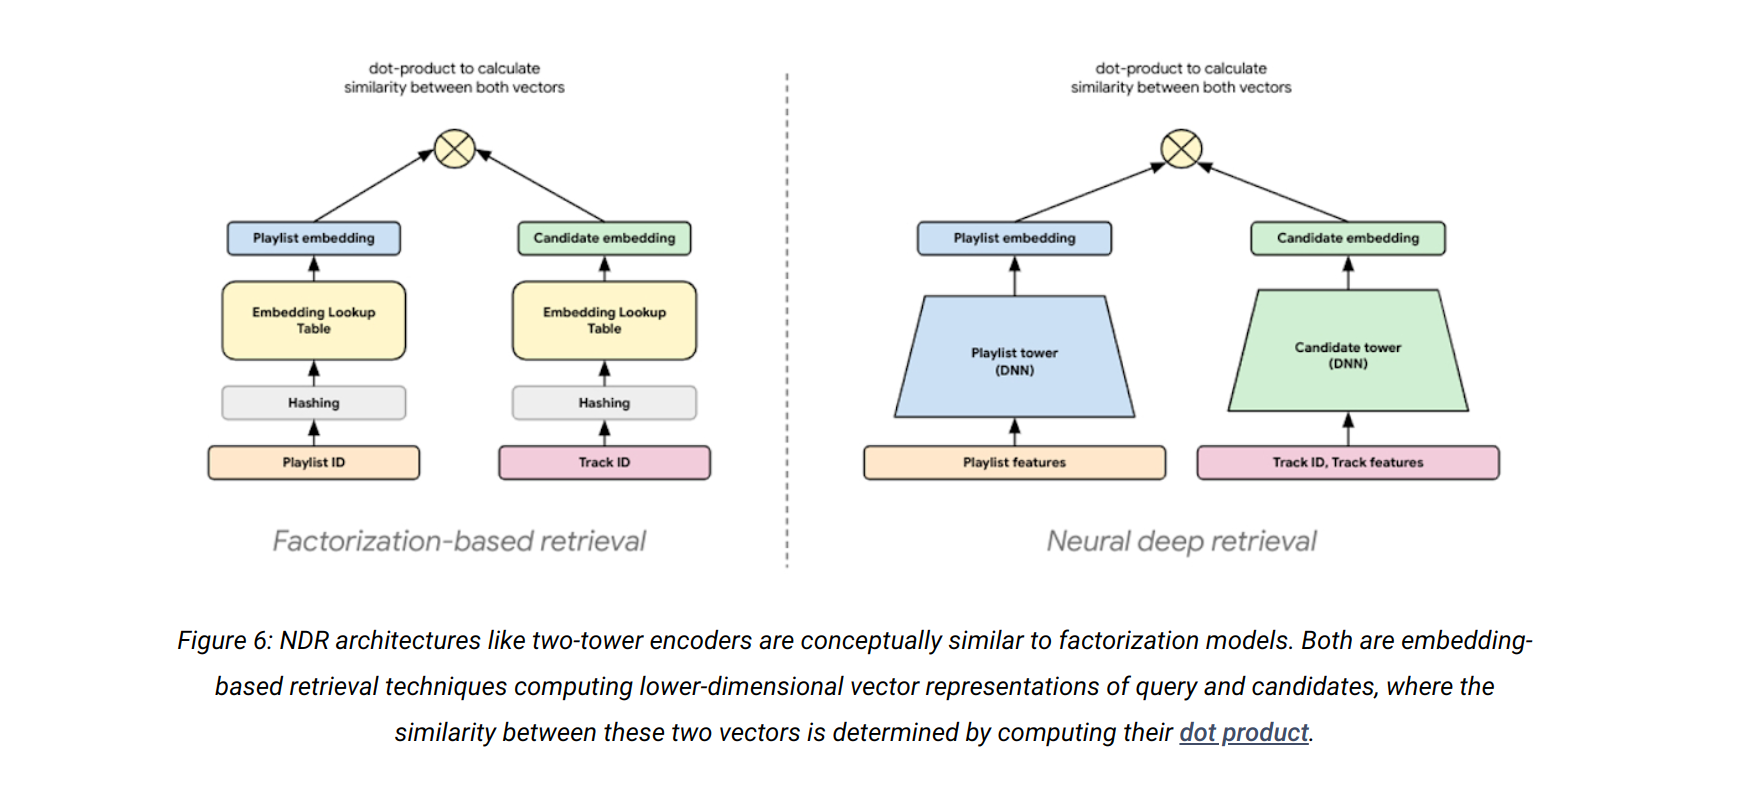 dot-product to calculate
similarity between both vectors
Playlist embedding
Candidate embedding
Embedding Lookup
Table
Embedding Lookup
Table
Hashing
Hashing
Playlist ID
Track ID
Factorization-based retrieval
dot-product to calculate
similarity between both vectors
Playlist embedding
Candidate embedding
Playlist tower
(DNN)
Candidate tower
(DNN)
Playlist features
Track ID, Track features
Neural deep retrieval
Figure 6: NDR architectures like two-tower encoders are conceptually similar to factorization models. Both are embedding-
based retrieval techniques computing lower-dimensional vector representations of query and candidates, where the
similarity between these two vectors is determined by computing their dot product.